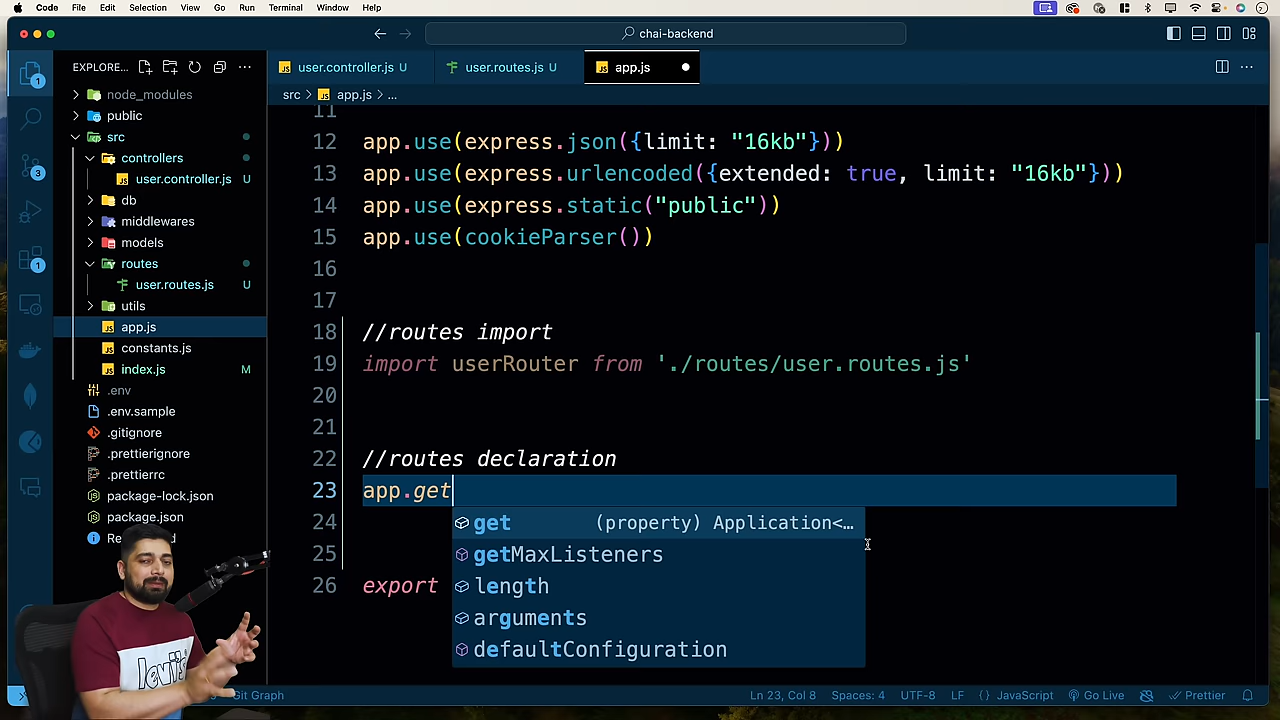 Code File Edit Selection View Go Run Terminal Window Help
chai-backend
EXPLORE...
user.controller.js U
user.routes.js U
app.js
src > app.js > ...
node_modules
public
src
controllers
user.controller.js U
db
middlewares
models
routes
user.routes.js U
utils
app.js
constants.js
index.js M
.env
.env.sample
.gitignore
.prettierignore
.prettierrc
package-lock.json
package.json
1
3
1
11
12 app.use(express.json({limit: "16kb"}))
13 app.use(express.urlencoded({extended: true, limit: "16kb"}))
14 app.use(express.static("public"))
15 app.use(cookieParser())
16
17
18 //routes import
19 import userRouter from './routes/user.routes.js'
20
21
22 //routes declaration
23 app.get
24
25
26 export
get (property) Application<…
getMaxListeners
length
arguments
defaultConfiguration
levi's
Git Graph
Ln 23, Col 8 Spaces: 4 UTF-8 LF {} JavaScript Go Live Prettier